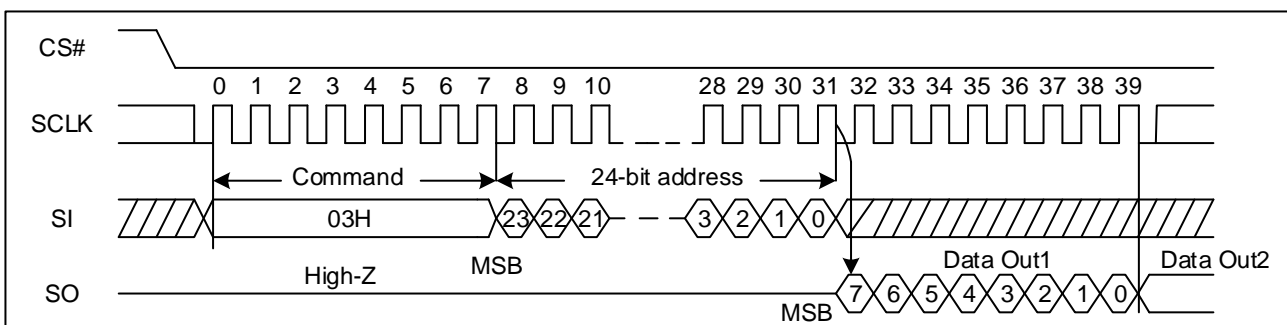 CS#
0 1 2 3 4 5 6 7 8 9 10 28 29 30 31 32 33 34 35 36 37 38 39
SCLK
Command 24-bit address
SI 03H 23 22 21 3 2 1 0
High-Z MSB Data Out1 Data Out2
SO MSB 7 6 5 4 3 2 1 0